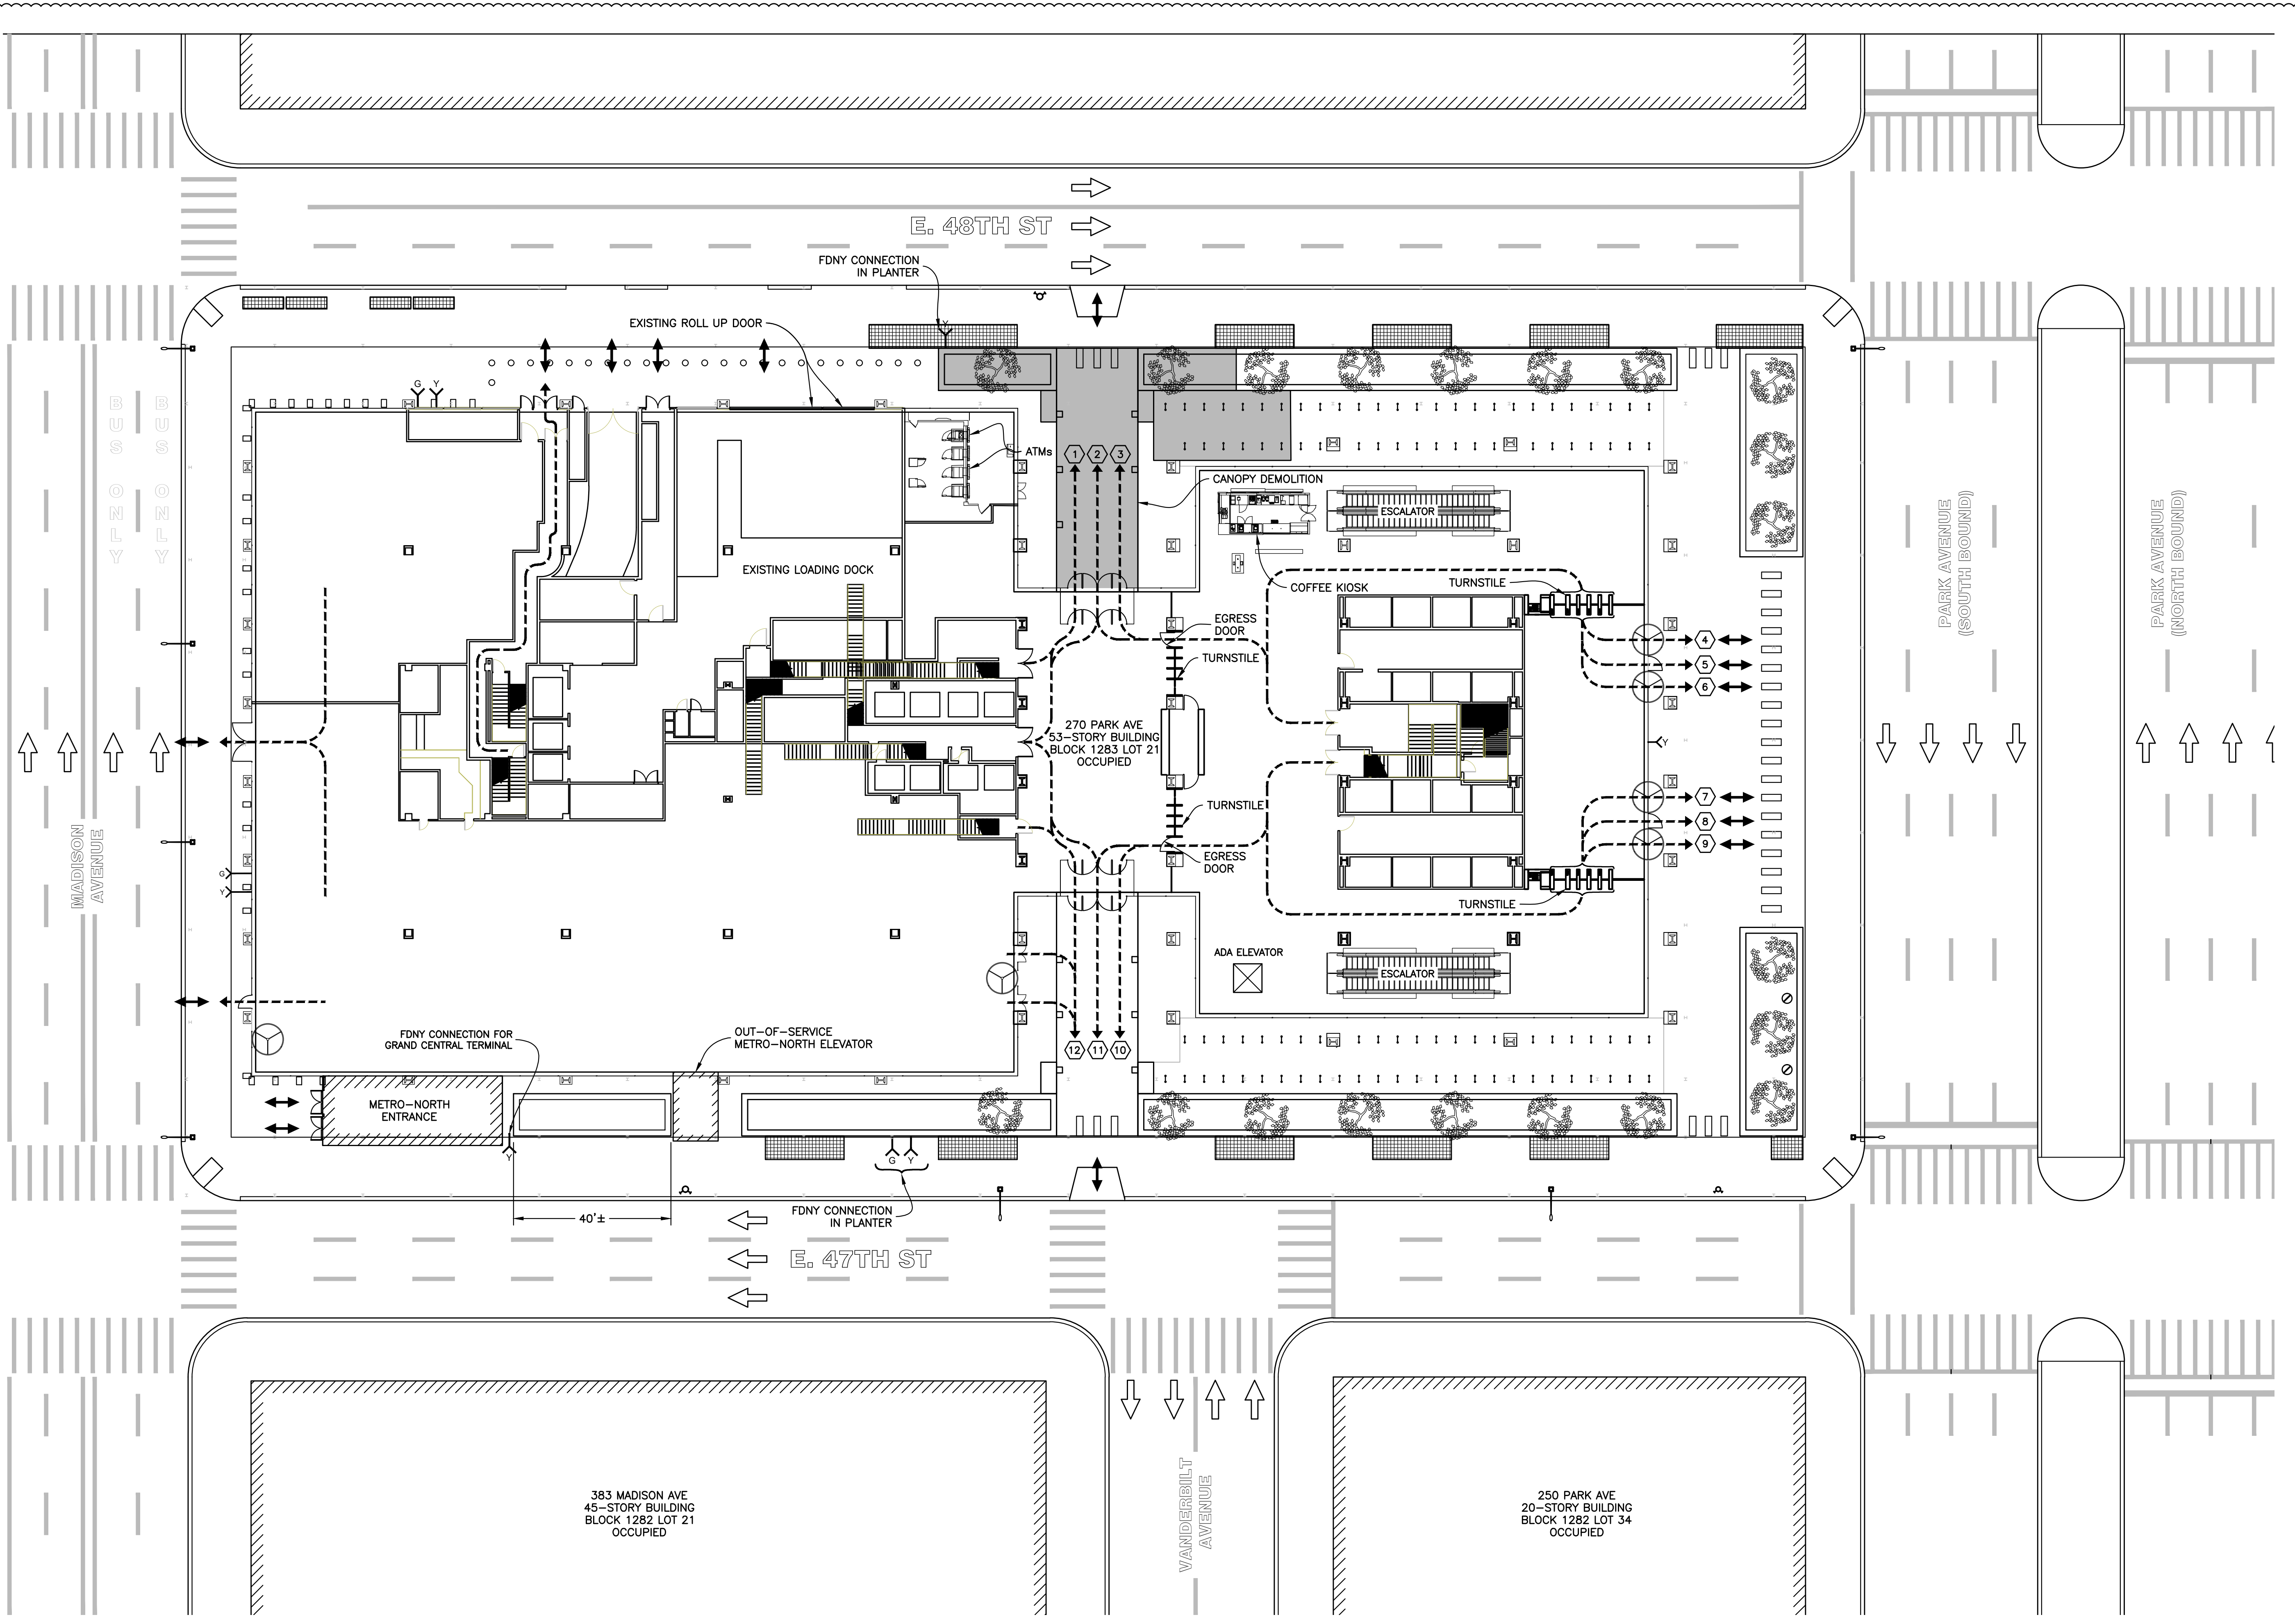 E. 48TH ST
FDNY CONNECTION
IN PLANTER
Y
EXISTING ROLL UP DOOR
G Y
BUS ONLY
BUS ONLY
ATMs
1 2 3
CANOPY DEMOLITION
ESCALATOR
EXISTING LOADING DOCK
COFFEE KIOSK
TURNSTILE
EGRESS
DOOR
TURNSTILE
4
5
6
PARK AVENUE
(SOUTH BOUND)
PARK AVENUE
(NORTH BOUND)
270 PARK AVE
53-STORY BUILDING
BLOCK 1283 LOT 21
OCCUPIED
Y
7
8
9
TURNSTILE
EGRESS
DOOR
TURNSTILE
MADISON
AVENUE
G
Y
ADA ELEVATOR
ESCALATOR
FDNY CONNECTION FOR
GRAND CENTRAL TERMINAL
OUT-OF-SERVICE
METRO-NORTH ELEVATOR
12 11 10
METRO-NORTH
ENTRANCE
Y
G Y
40'±
FDNY CONNECTION
IN PLANTER
E. 47TH ST
383 MADISON AVE
45-STORY BUILDING
BLOCK 1282 LOT 21
OCCUPIED
VANDERBILT
AVENUE
250 PARK AVE
20-STORY BUILDING
BLOCK 1282 LOT 34
OCCUPIED